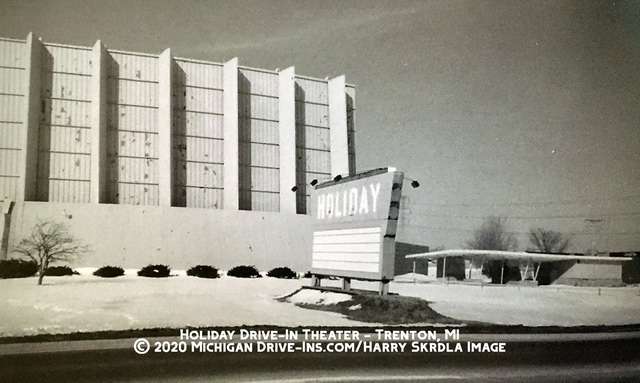 HOLIDAY
Holiday Drive-In Theater - Trenton, MI
© 2020 Michigan Drive-Ins.com/Harry Skrdla Image